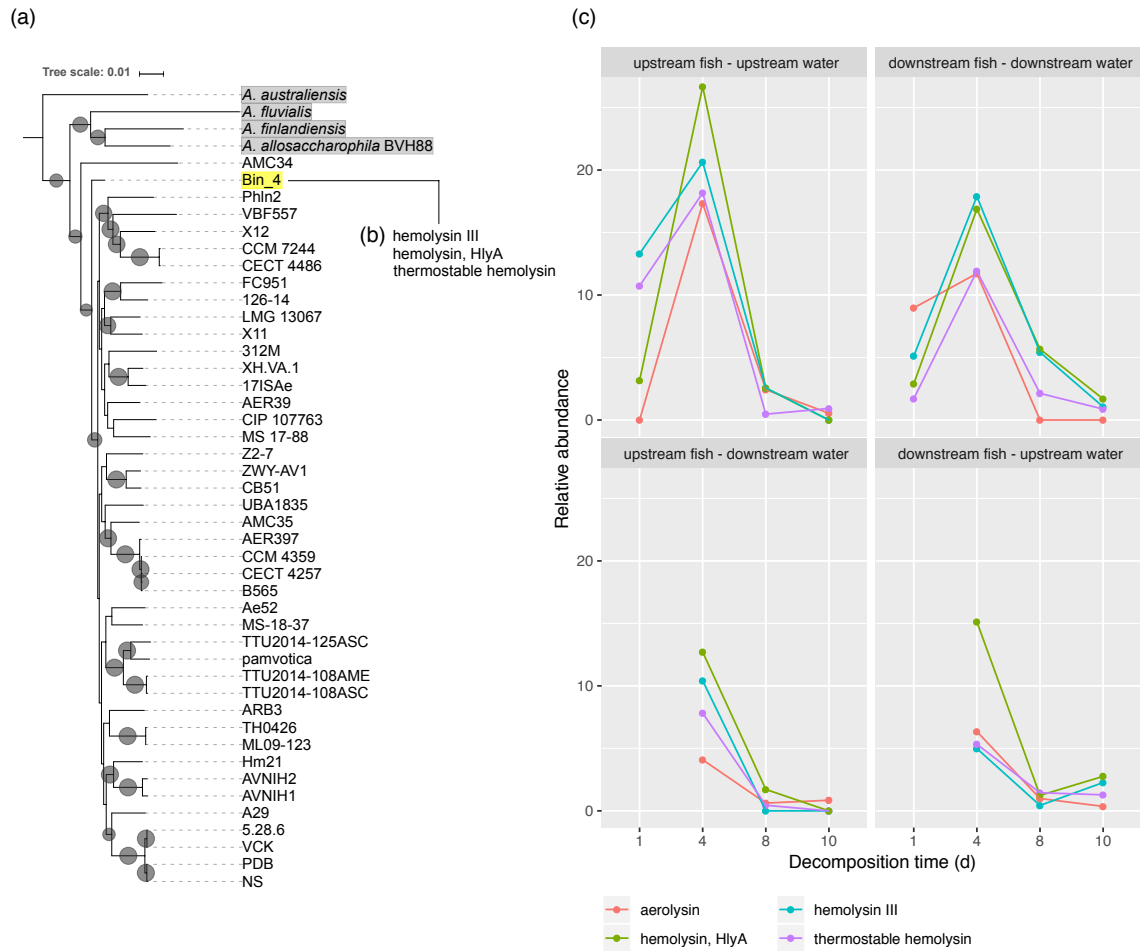 (a)
Tree scale: 0.01
A. australiensis
A. fluvialis
A. finlandiensis
A. allosaccharophila BVH88
AMC34
Bin_4
Phln2
VBF557
X12
CCM 7244
CECT 4486
FC951
126-14
LMG 13067
X11
312M
XH.VA.1
17ISAe
AER39
CIP 107763
MS 17-88
Z2-7
ZWY-AV1
CB51
UBA1835
AMC35
AER397
CCM 4359
CECT 4257
B565
Ae52
MS-18-37
TTU2014-125ASC
pamvotica
TTU2014-108AME
TTU2014-108ASC
ARB3
TH0426
ML09-123
Hm21
AVNIH2
AVNIH1
A29
5.28.6
VCK
PDB
NS
(b)
hemolysin III
hemolysin, HlyA
thermostable hemolysin
(c)
upstream fish - upstream water
downstream fish - downstream water
20
10
0
upstream fish - downstream water
downstream fish - upstream water
20
10
0
Relative abundance
1 4 8 10
1 4 8 10
Decomposition time (d)
aerolysin
hemolysin, HlyA
hemolysin III
thermostable hemolysin